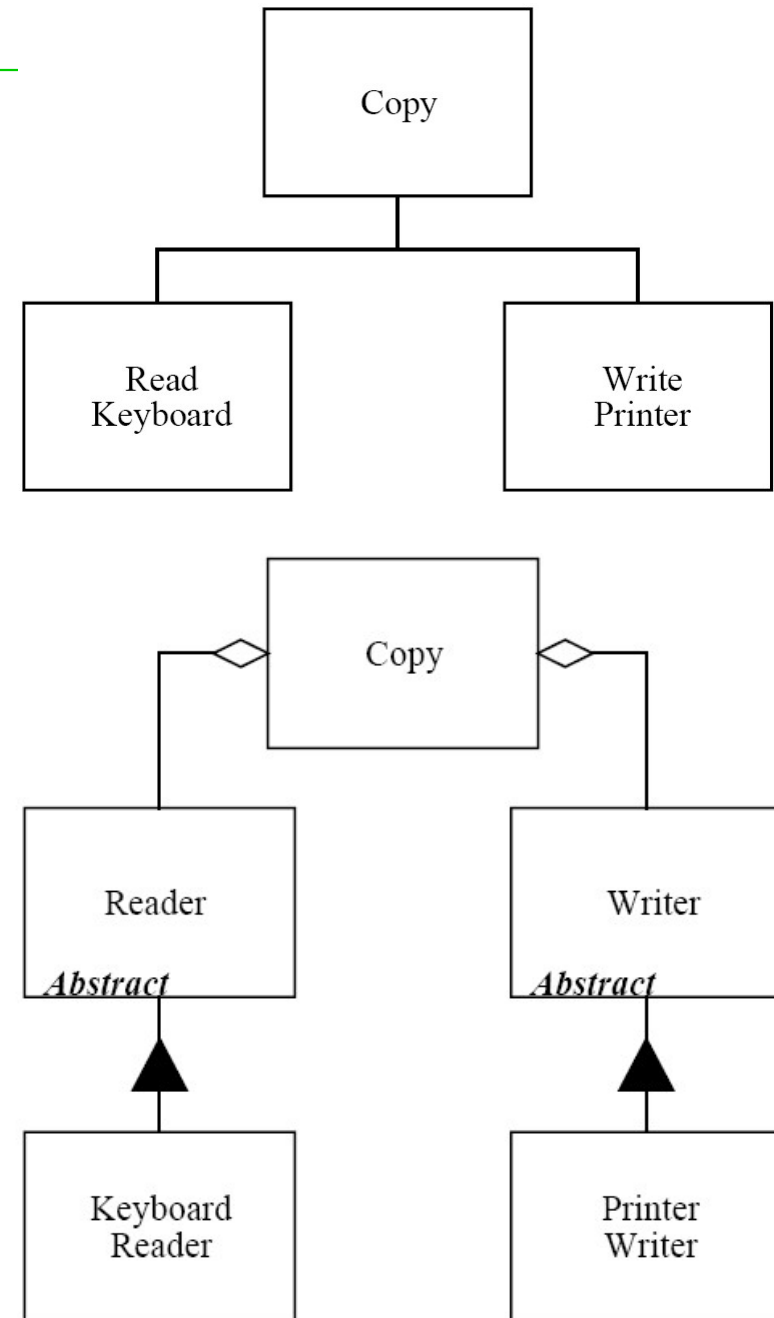 Copy
Read
Keyboard
Write
Printer
Copy
Reader
Abstract
Writer
Abstract
Keyboard
Reader
Printer
Writer